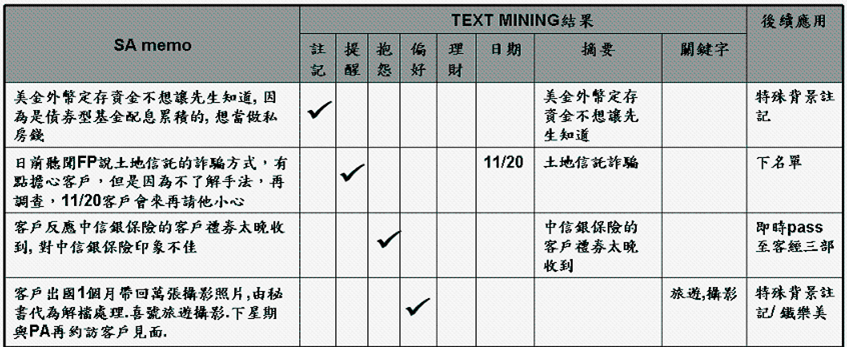 SA memo
TEXT MINING結果
後續應用
註記
提醒
抱怨
偏好
理財
日期
摘要
關鍵字
美金外幣定存資金不想讓先生知道, 因
為是債券型基金配息累積的, 想當做私
房錢
美金外幣定存
資金不想讓先
生知道
特殊背景註
記
日前聽聞FP說土地信託的詐騙方式，有
點擔心客戶，但是因為不了解手法，再
調查，11/20客戶會來再請他小心
11/20
土地信託詐騙
下名單
客戶反應中信銀保險的客戶禮券太晚收
到, 對中信銀保險印象不佳
中信銀保險的
客戶禮券太晚
收到
即時pass
至客經三部
客戶出國1個月帶回萬張攝影照片,由秘
書代為解檔處理.喜號旅遊攝影.下星期
與PA再約訪客戶見面.
旅遊,攝影
特殊背景註
記/ 鐵樂美